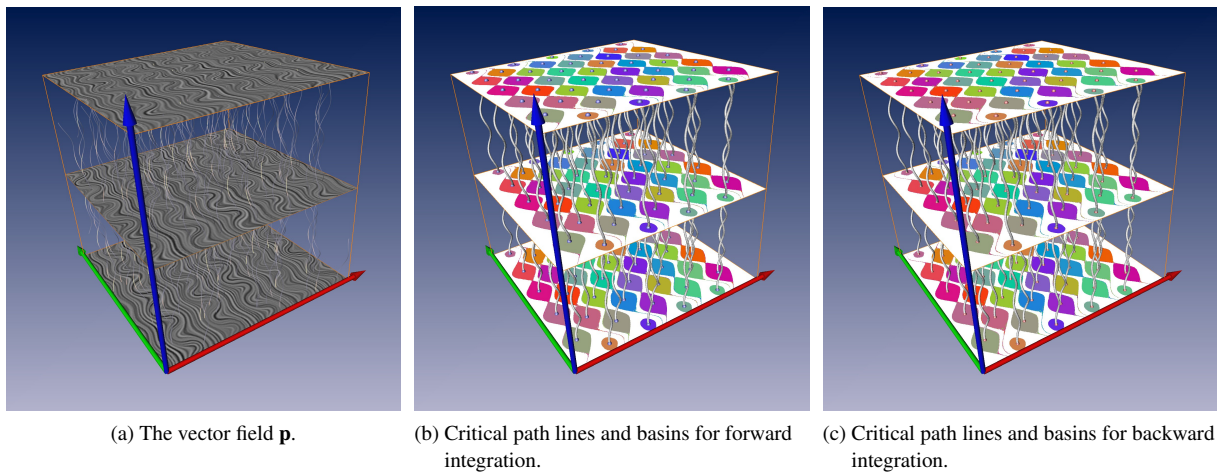 (a) The vector field p.
(b) Critical path lines and basins for forward
integration.
(c) Critical path lines and basins for backward
integration.